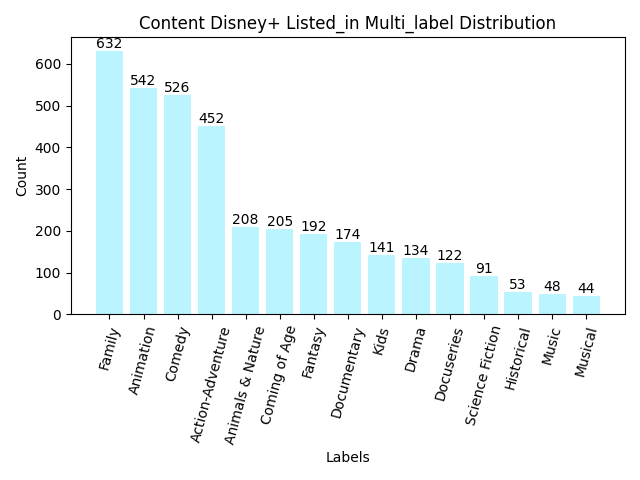 Content Disney+ Listed_in Multi_label Distribution
Count
600
500
400
300
200
100
0
632
542
526
452
208
205
192
174
141
134
122
91
53
48
44
Family
Animation
Comedy
Action-Adventure
Animals & Nature
Coming of Age
Fantasy
Documentary
Kids
Drama
Docuseries
Science Fiction
Historical
Music
Musical
Labels